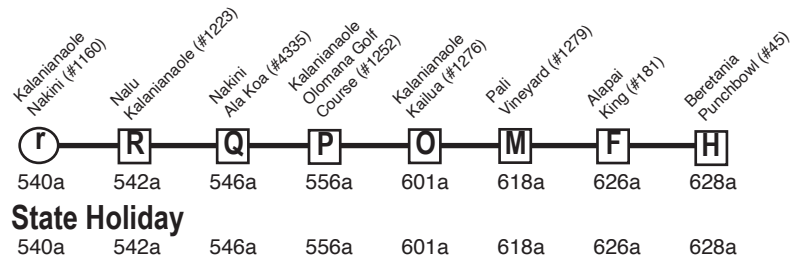 Kalanianaole
Nakini (#1160)
Nalu
Kalanianaole (#1223)
Nakini
Ala Koa (#4335)
Kalanianaole
Olomana Golf
Course (#1252)
Kalanianaole
Kailua (#1276)
Pali
Vineyard (#1279)
Alapai
King (#181)
Beretania
Punchbowl (#45)
r R Q P O M F H
540a 542a 546a 556a 601a 618a 626a 628a
State Holiday
540a 542a 546a 556a 601a 618a 626a 628a